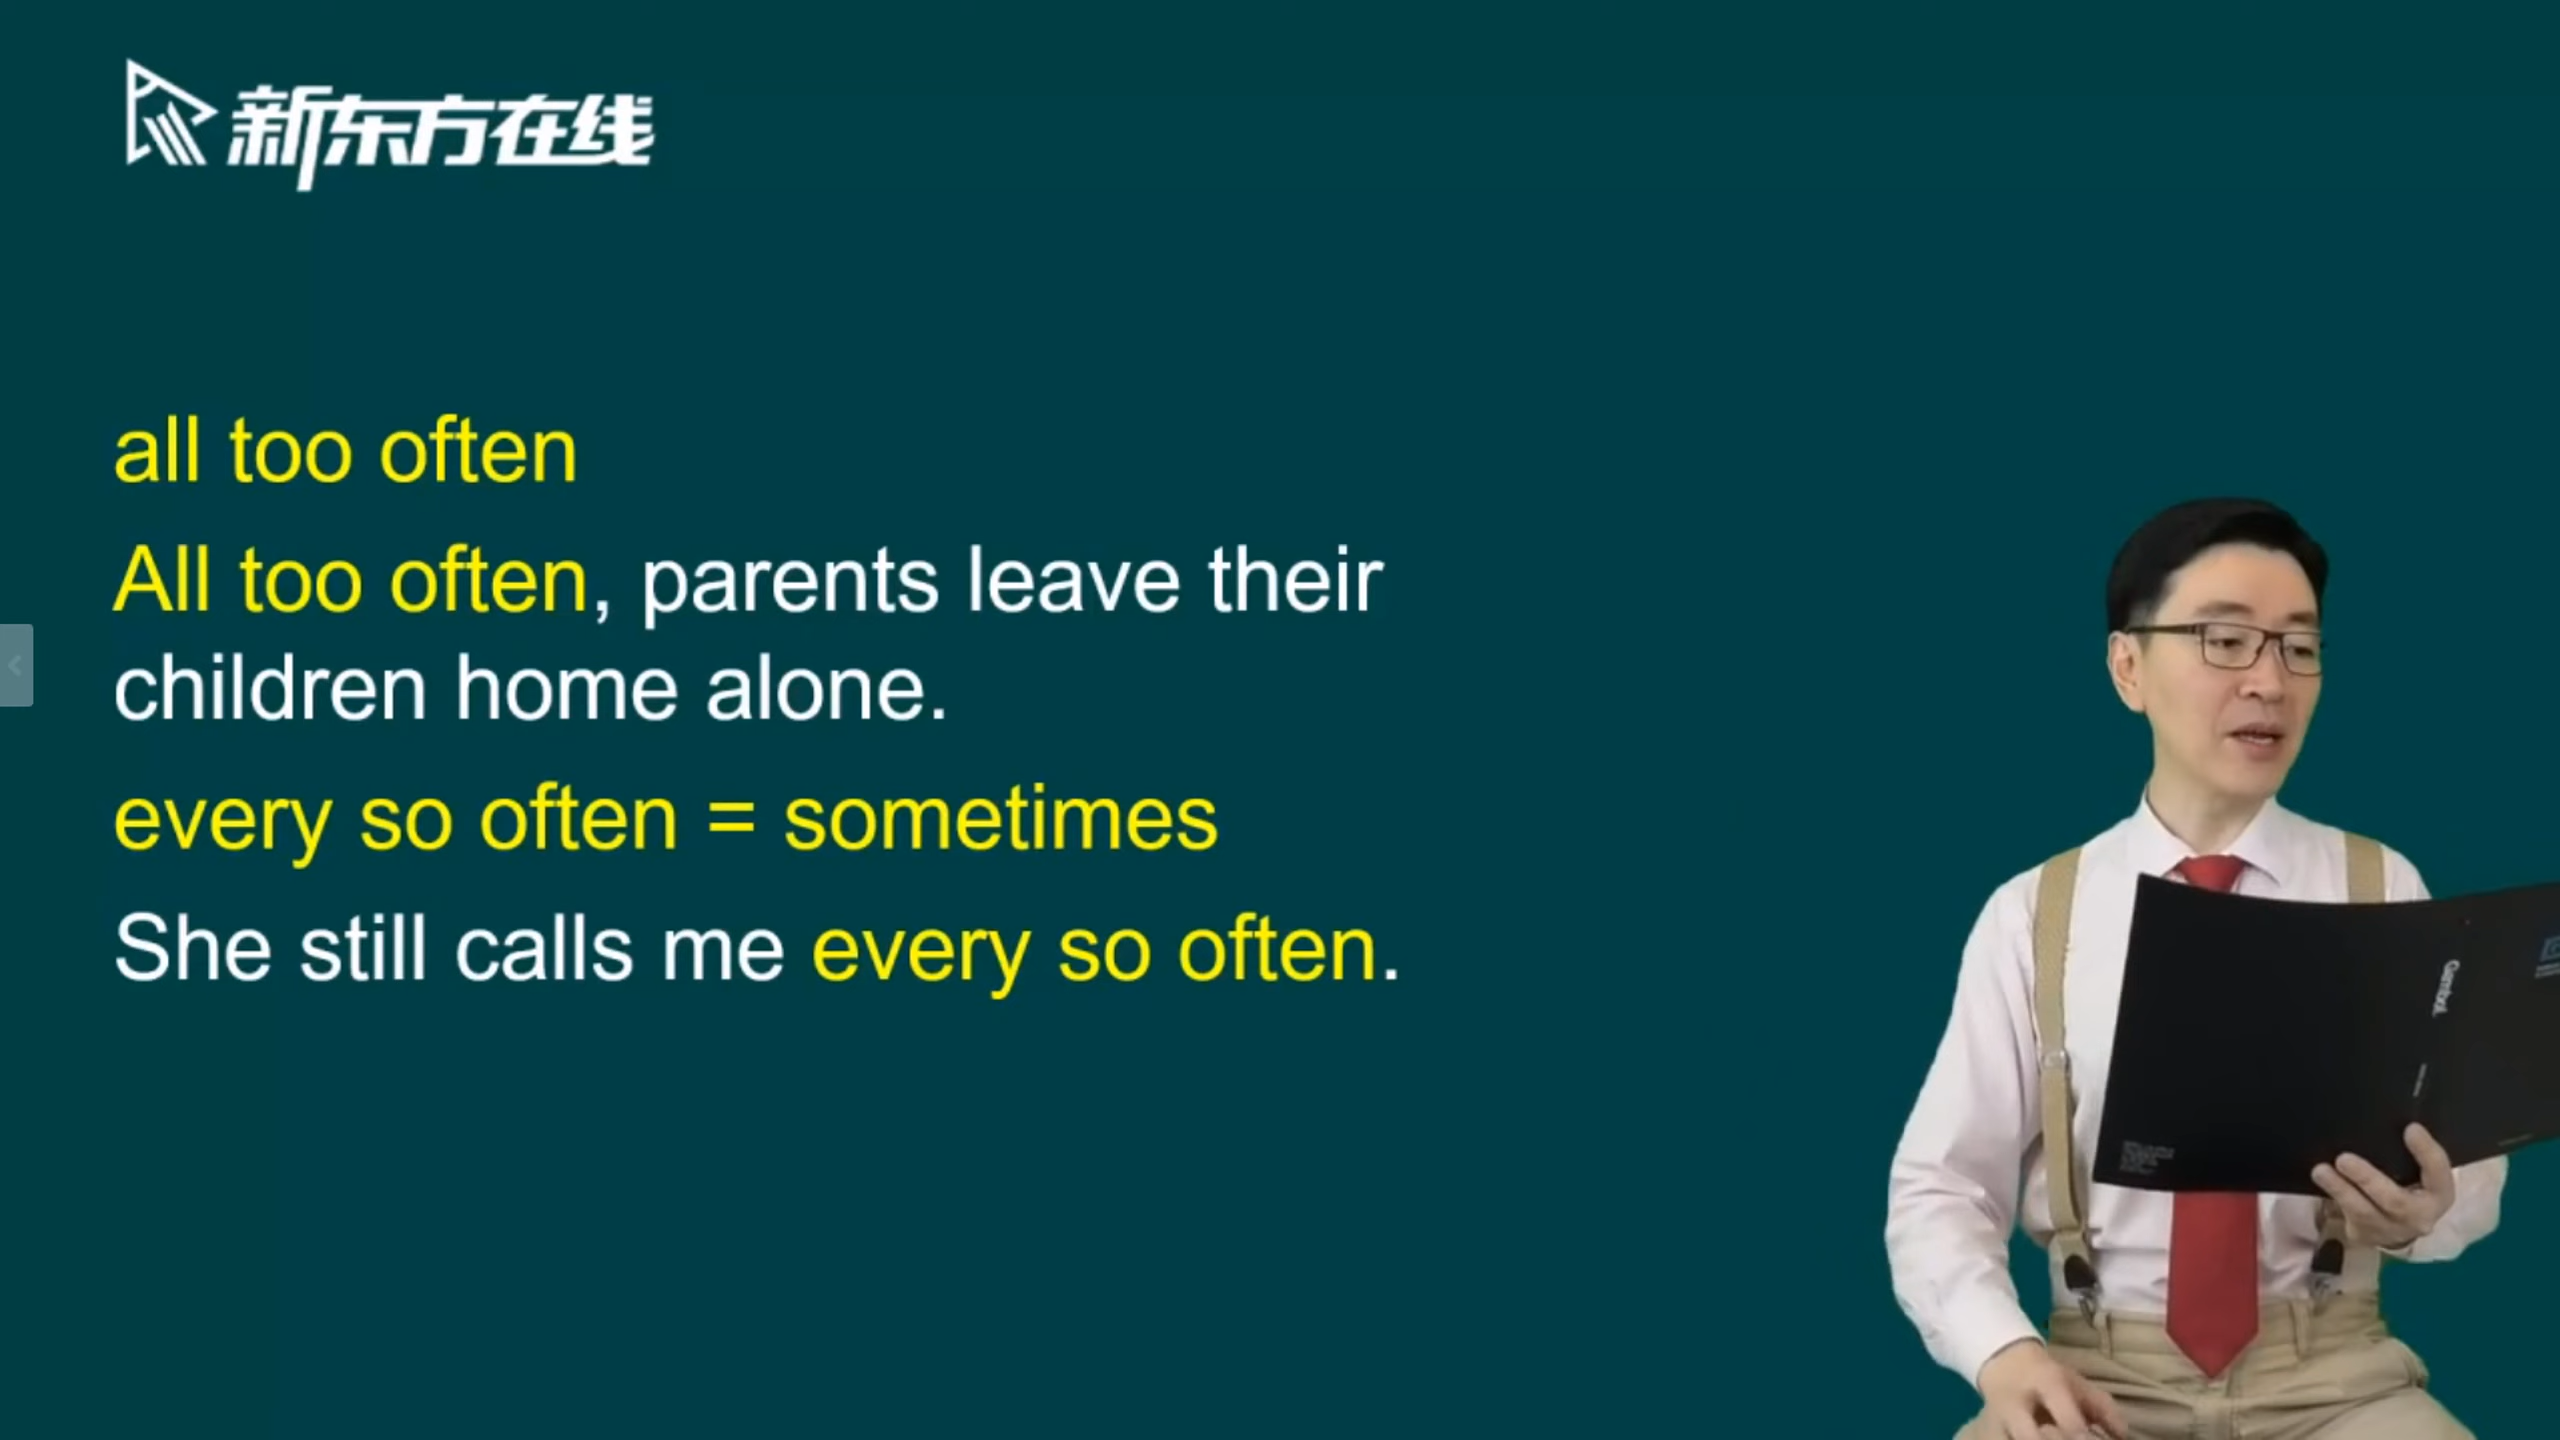 新东方在线
all too often
All too often, parents leave their
children home alone.
every so often = sometimes
She still calls me every so often.
Gambol